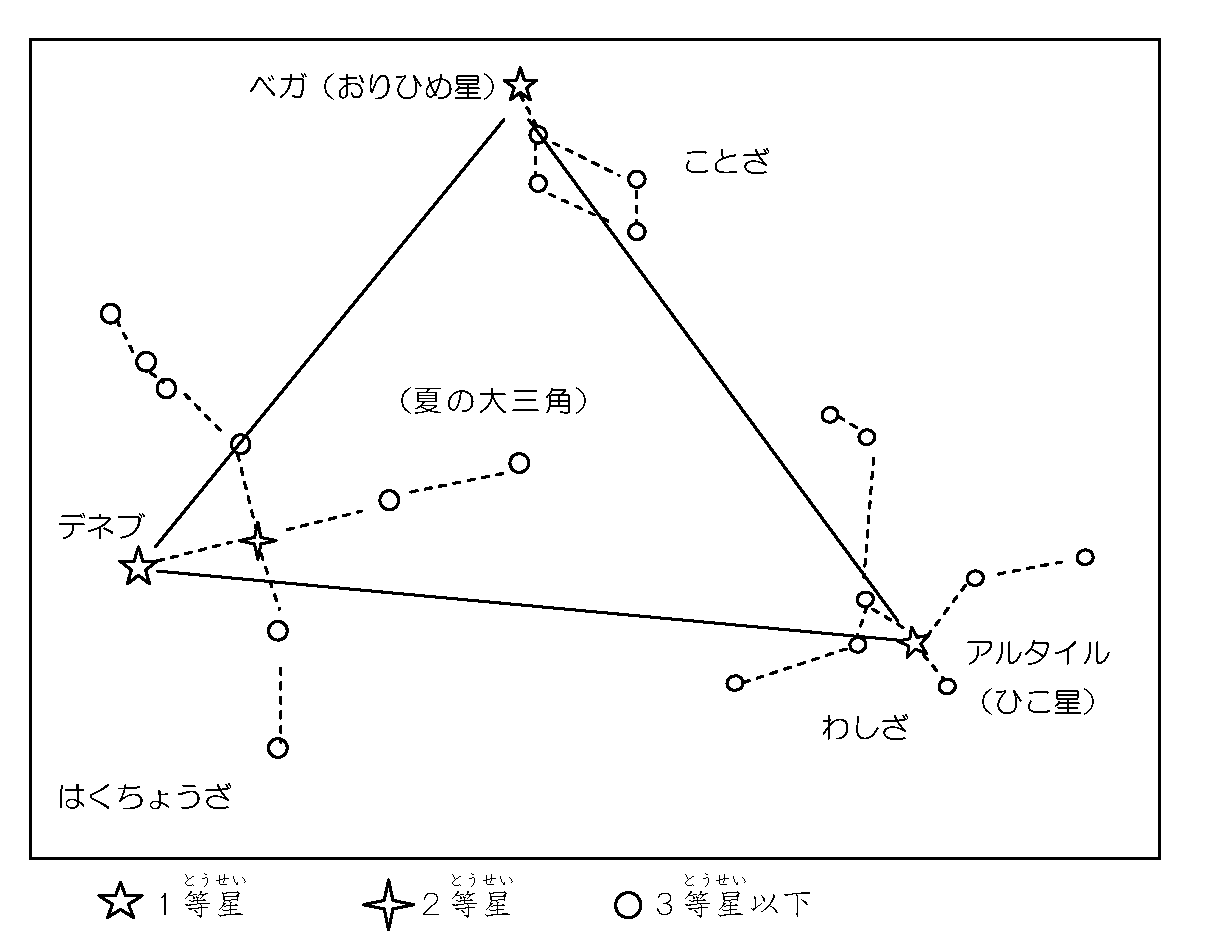 ベガ（おりひめ星）
ことざ
（夏の大三角）
デネブ
アルタイル
（ひこ星）
わしざ
はくちょうざ
とうせい とうせい とうせい
1等星 2等星 3等星以下